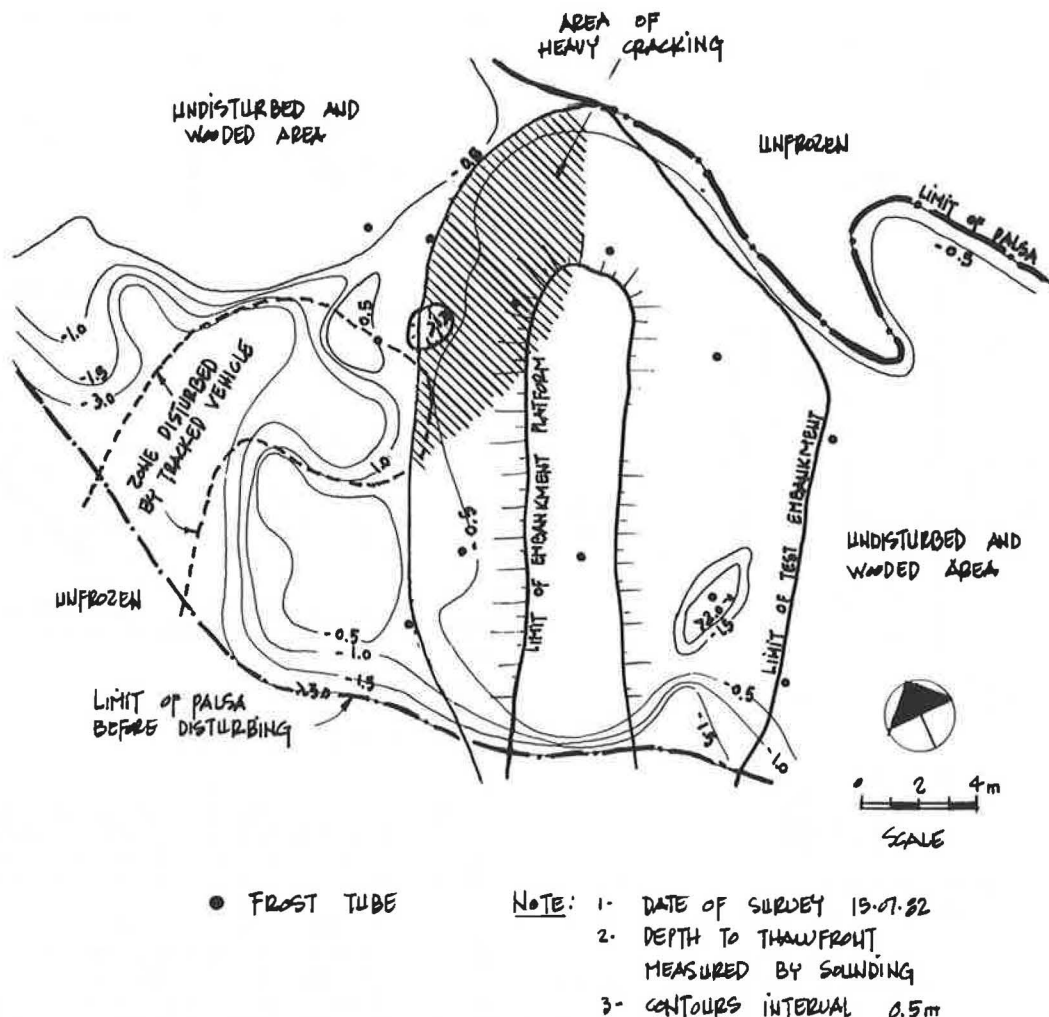 AREA OF
HEAVY CRACKING
UNDISTURBED AND
WOODED AREA
UNFROZEN
LIMIT OF PALSA
-0.5
-0.5
-1.0
-1.5
-3.0
0.5
ZONE DISTURBED
BY TRACKED VEHICLE
1.0
-0.5
LIMIT OF EMBANKMENT PLATFORM
LIMIT OF TEST EMBANKMENT
UNDISTURBED AND
WOODED AREA
UNFROZEN
-0.5
-1.0
-1.5
>3.0
-1.5
-0.5
-1.5
-1.0
LIMIT OF PALSA
BEFORE DISTURBING
0 2 4m
SCALE
FROST TUBE
NOTE: 1- DATE OF SURVEY 15.07.82
2- DEPTH TO THAWFRONT
MEASURED BY SOUNDING
3- CONTOURS INTERVAL 0.5m